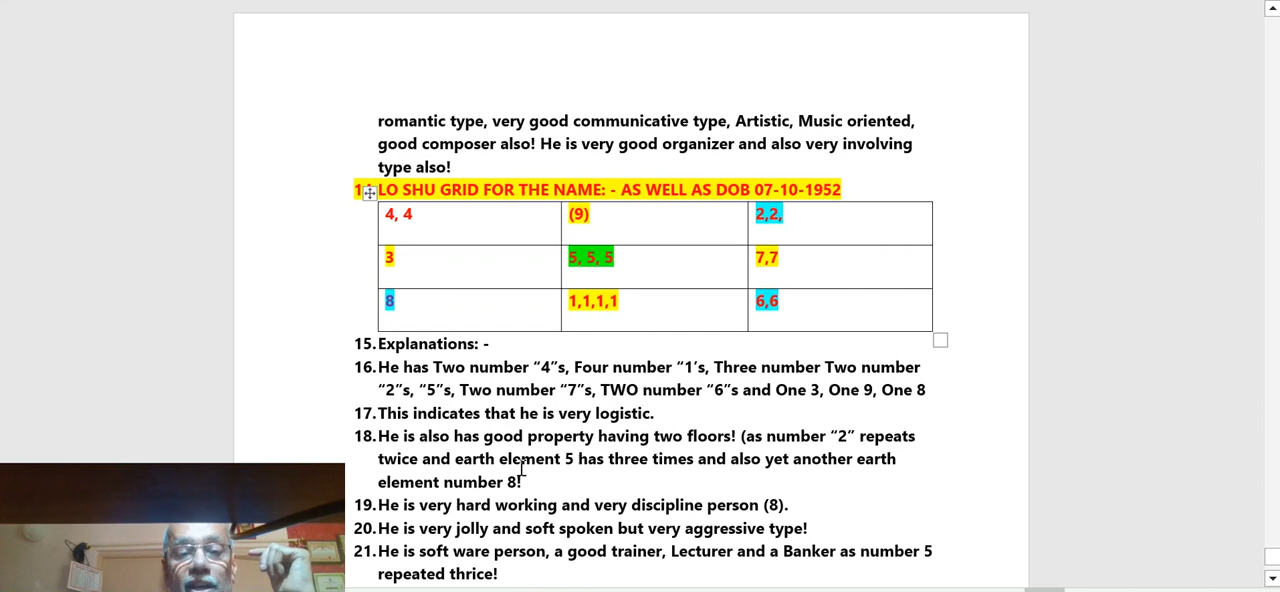 romantic type, very good communicative type, Artistic, Music oriented,
good composer also! He is very good organizer and also very involving
type also!
LO SHU GRID FOR THE NAME: - AS WELL AS DOB 07-10-1952
4, 4 (9) 2,2,
3 5, 5, 5 7,7
8 1,1,1,1 6,6
15. Explanations: -
16. He has Two number “4”s, Four number “1’s, Three number Two number
“2”s, “5”s, Two number “7”s, TWO number “6”s and One 3, One 9, One 8
17. This indicates that he is very logistic.
18. He is also has good property having two floors! (as number “2” repeats
twice and earth element 5 has three times and also yet another earth
element number 8!
19. He is very hard working and very discipline person (8).
20. He is very jolly and soft spoken but very aggressive type!
21. He is soft ware person, a good trainer, Lecturer and a Banker as number 5
repeated thrice!